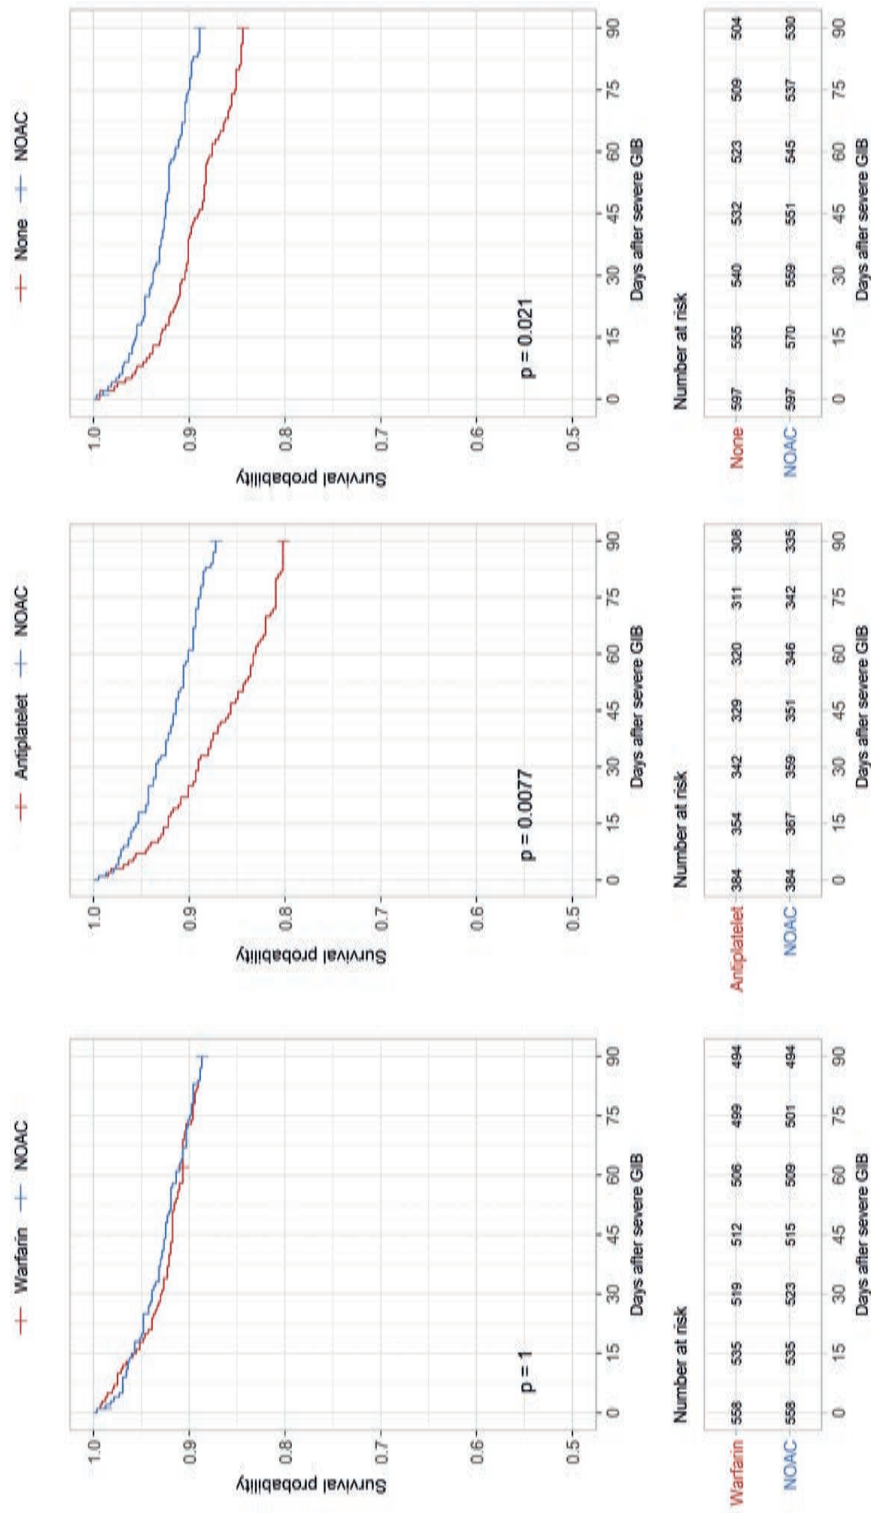 Warfarin NOAC
Survival probability
1.0
0.9
0.8
0.7
0.6
0.5
p = 1
0 15 30 45 60 75 90
Days after severe GIB
Number at risk
Warfarin 558 535 519 512 506 499 494
NOAC 558 535 523 515 509 501 494
0 15 30 45 60 75 90
Days after severe GIB
Antiplatelet NOAC
Survival probability
1.0
0.9
0.8
0.7
0.6
0.5
p = 0.0077
0 15 30 45 60 75 90
Days after severe GIB
Number at risk
Antiplatelet 384 354 342 329 320 311 308
NOAC 384 367 359 351 346 342 335
0 15 30 45 60 75 90
Days after severe GIB
None NOAC
Survival probability
1.0
0.9
0.8
0.7
0.6
0.5
p = 0.021
0 15 30 45 60 75 90
Days after severe GIB
Number at risk
None 597 555 540 532 523 509 504
NOAC 597 570 559 551 545 537 530
0 15 30 45 60 75 90
Days after severe GIB